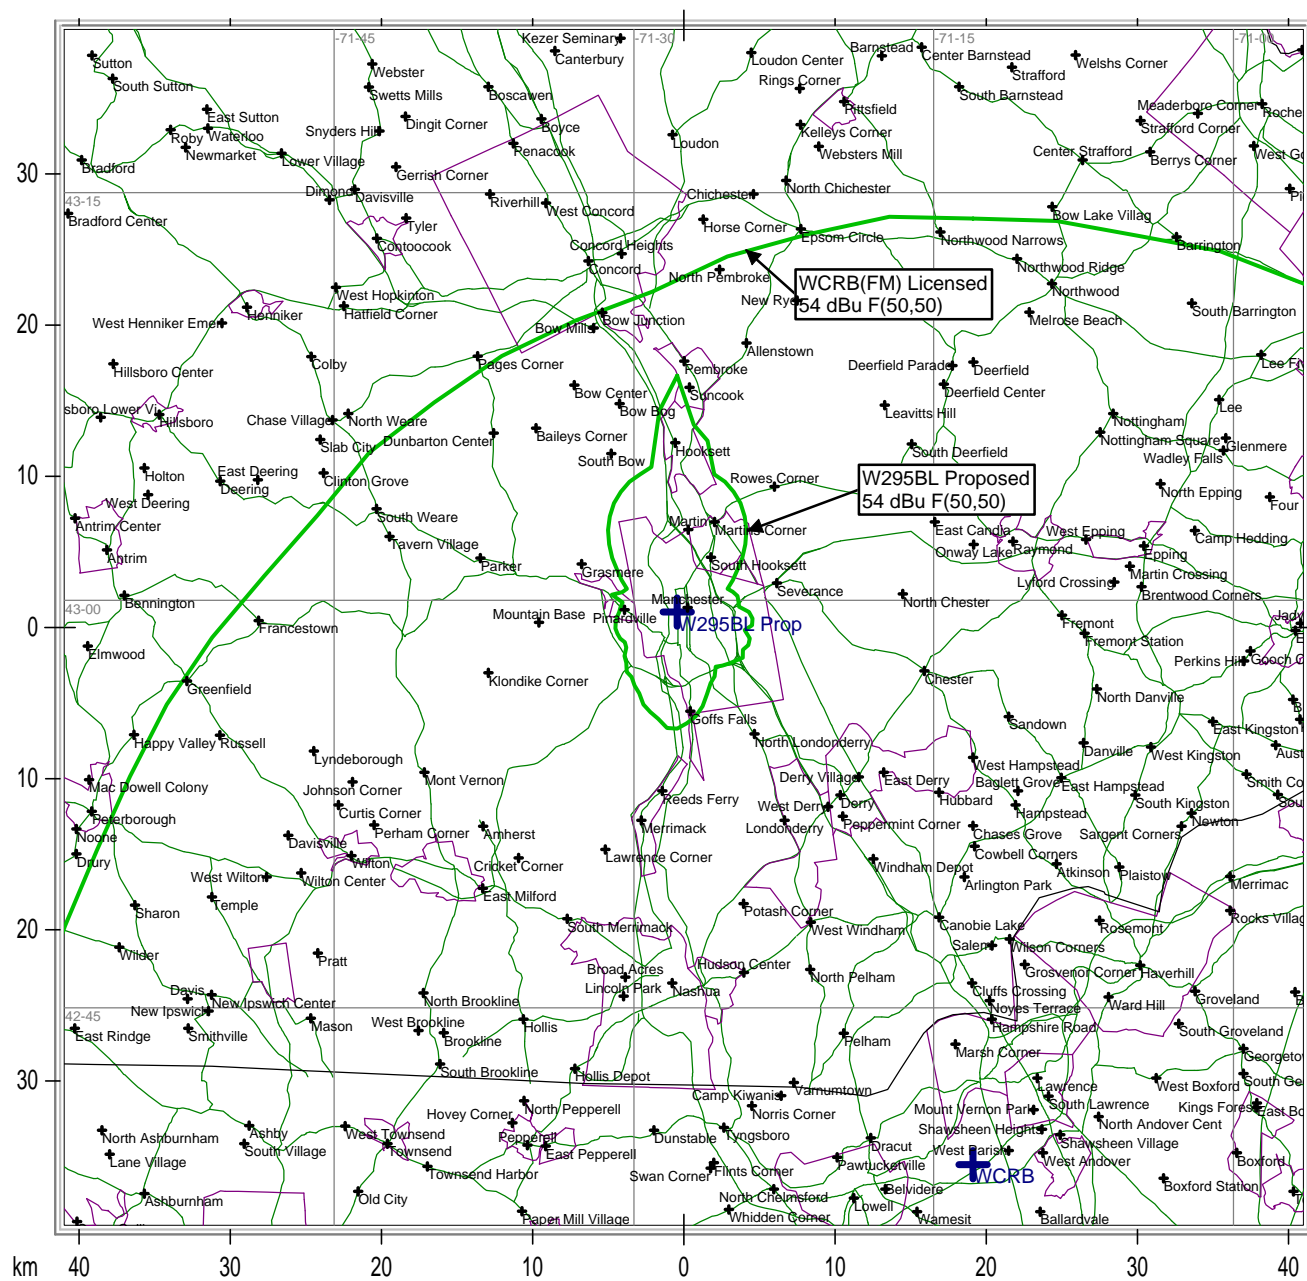 Kezer Seminary
-71-45
-71-30
-71-15
-71-00
Canterbury
Sutton
Webster
Loudon Center
Barnstead
Center Barnstead
Welshs Corner
Strafford
South Sutton
Swetts Mills
Boscawen
Rings Corner
South Barnstead
Pittsfield
Meaderboro Corner
Roche
East Sutton
Dingit Corner
Boyce
Kelleys Corner
Strafford Corner
Roby
Waterloo
Snyders Hill
Penacook
Loudon
Websters Mill
Newmarket
Lower Village
Center Strafford
Berrys Corner
West Go
30
Bradford
Gerrish Corner
North Chichester
Dimond
Davisville
Riverhill
West Concord
Chichester
Pi
43-15
Bradford Center
Tyler
Horse Corner
Epsom Circle
Bow Lake Villag
Northwood Narrows
Barrington
Contoocook
Concord Heights
Concord
North Pembroke
Northwood Ridge
WCRB(FM) Licensed
54 dBu F(50,50)
West Hopkinton
New Rye
Northwood
Henniker
Hatfield Corner
South Barrington
20
West Henniker Emer
Bow Mills
Bow Junction
Melrose Beach
Colby
Pages Corner
Allenstown
Pembroke
Hillsboro Center
Deerfield Parade
Deerfield
Lee Fi
Bow Center
Suncook
Deerfield Center
sboro Lower Vi
Hillsboro
Chase Village
North Weare
Bow Bog
Leavitts Hill
Nottingham
Lee
Slab City
Dunbarton Center
Baileys Corner
Hooksett
Nottingham Square
Glenmere
South Bow
South Deerfield
Wadley Falls
10
Holton
East Deering
Deering
Clinton Grove
Rowes Corner
W295BL Proposed
54 dBu F(50,50)
North Epping
Four
West Deering
Antrim Center
South Weare
Martin
Martins Corner
East Candia
West Epping
Camp Hedding
Tavern Village
Onway Lake
Raymond
Epping
Antrim
Parker
Grasmere
South Hooksett
Martin Crossing
Severance
Lyford Crossing
Brentwood Corners
Bennington
Manchester
North Chester
43-00
Mountain Base
Pinardville
W295BL Prop
Fremont
Jady
0
Francestown
Fremont Station
E
Elmwood
Perkins Hill
Gooch C
Greenfield
Klondike Corner
Chester
North Danville
B
Goffs Falls
Sandown
East Kingston
Happy Valley
Russell
North Londonderry
Danville
West Kingston
Aust
Lyndeborough
West Hampstead
10
Mac Dowell Colony
Johnson Corner
Mont Vernon
Derry Village
East Derry
Baglett Grove
East Hampstead
Smith Co
Curtis Corner
Reeds Ferry
West Derry
Derry
Hubbard
South Kingston
Sou
Peterborough
Noone
Perham Corner
Amherst
Merrimack
Londonderry
Peppermint Corner
Hampstead
Newton
Davisville
Chases Grove
Sargent Corners
Drury
Wilton
Cricket Corner
Lawrence Corner
Windham Depot
Cowbell Corners
West Wilton
Wilton Center
Arlington Park
Atkinson
Plaistow
Merrimac
Temple
East Milford
Sharon
Potash Corner
20
South Merrimack
West Windham
Canobie Lake
Rosemont
Rocks Villag
Wilder
Pratt
Salem
Wilson Corners
Broad Acres
Hudson Center
North Pelham
Grosvenor Corner
Haverhill
Davis
New Ipswich Center
North Brookline
Lincoln Park
Nashua
Cluffs Crossing
Ward Hill
Groveland
B
New Ipswich
Noyes Terrace
42-45
East Rindge
Smithville
Mason
West Brookline
Hollis
Hampshire Road
South Groveland
Brookline
Pelham
Marsh Corner
Georgetow
South Brookline
Hollis Depot
South Ge
30
Varnumtown
Lawrence
West Boxford
Camp Kiwanis
South Lawrence
North Pepperell
Norris Corner
Mount Vernon Park
Kings Forest
East Bo
Hovey Corner
North Andover Cent
North Ashburnham
Ashby
West Townsend
Pepperell
Dunstable
Tyngsboro
Shawsheen Heights
Shawsheen Village
South Village
Townsend
East Pepperell
Dracut
West Parish
Lane Village
Pawtucketville
West Andover
Boxford
Townsend Harbor
Swan Corner
Flints Corner
WCRB
Ashburnham
Old City
North Chelmsford
Belvidere
Boxford Station
Lowell
Paper Mill Village
Whidden Corner
Wamesit
Ballardvale
km
40
30
20
10
0
10
20
30
40